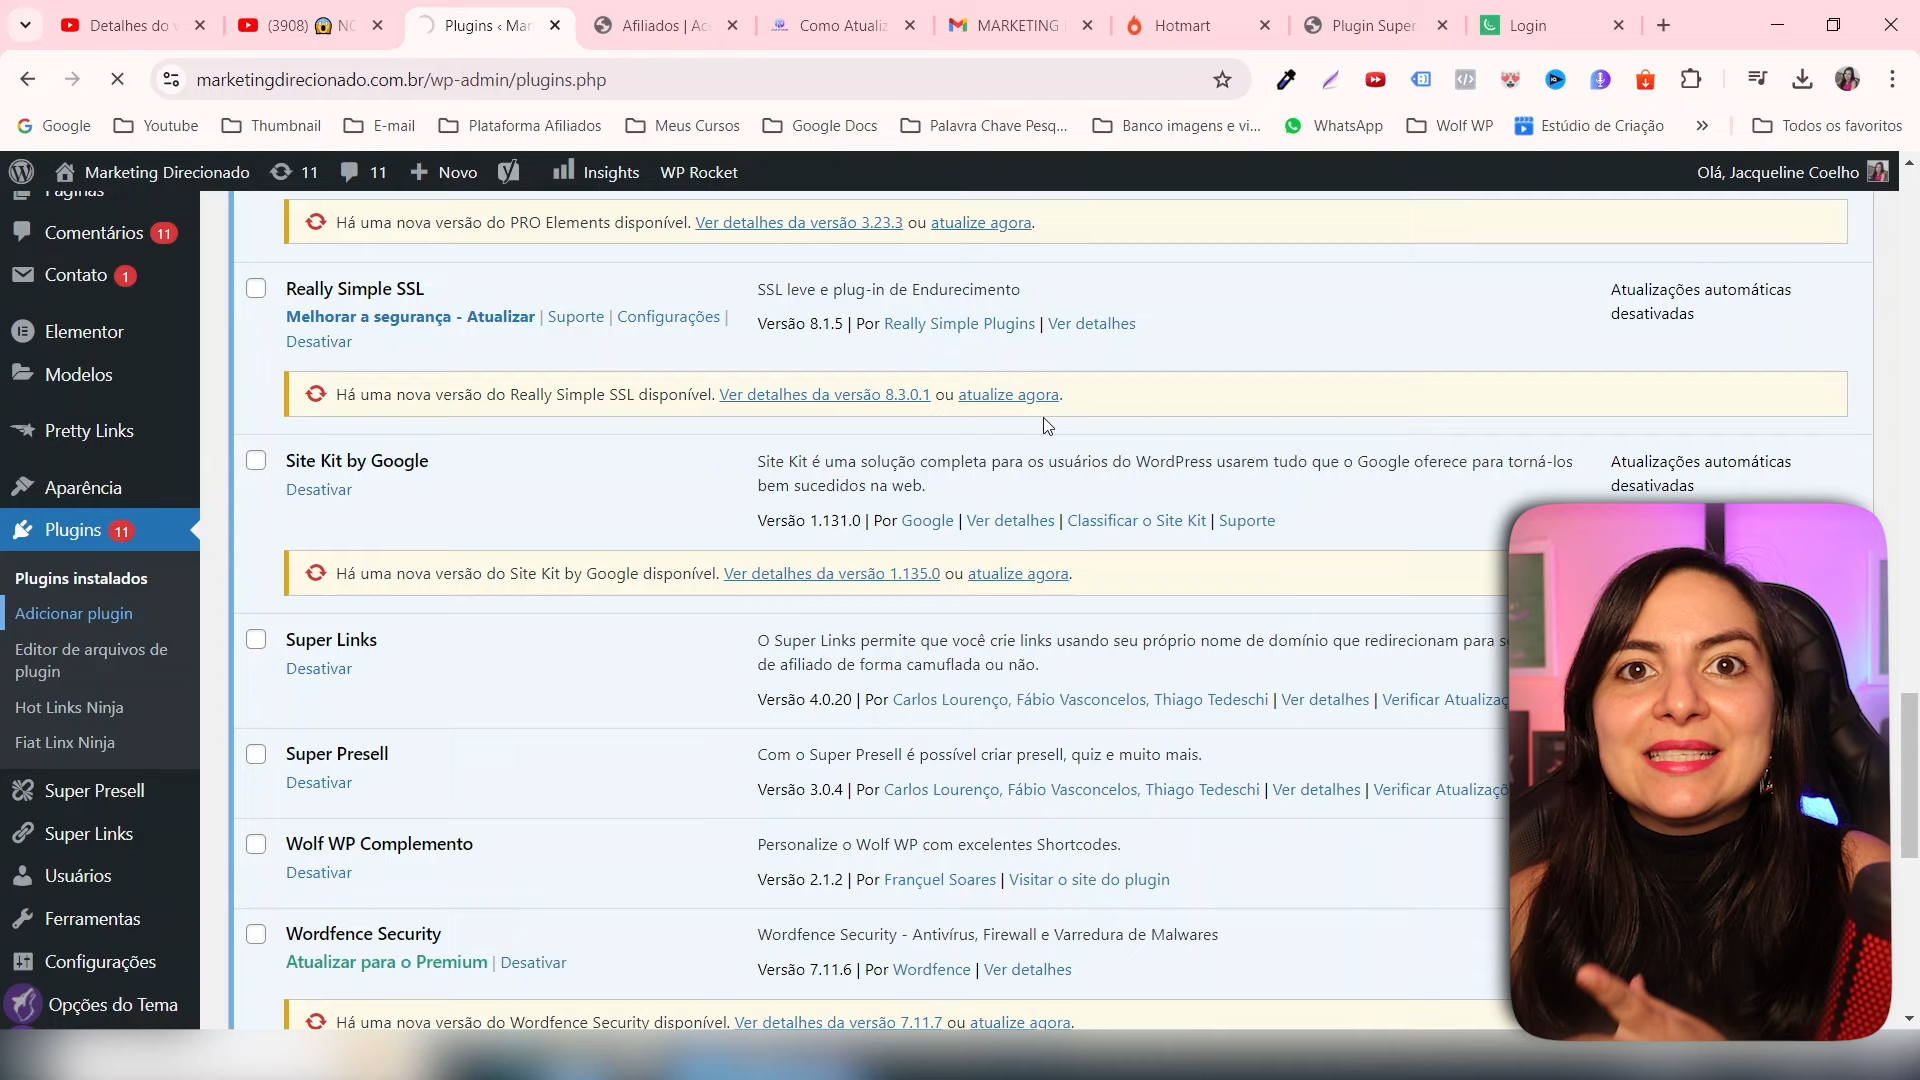 Detalhes do v
(3908) 😱 NO
Plugins ‹ Mar
Afiliados | Ac
Como Atualiz
MARKETING
Hotmart
Plugin Super
Login
marketingdirecionado.com.br/wp-admin/plugins.php
Google
Youtube
Thumbnail
E-mail
Plataforma Afiliados
Meus Cursos
Google Docs
Palavra Chave Pesq...
Banco imagens e vi...
WhatsApp
Wolf WP
Estúdio de Criação
»
Todos os favoritos
Marketing Direcionado
11
11
Novo
Insights
WP Rocket
Olá, Jacqueline Coelho
Páginas
Comentários 11
Contato 1
Elementor
Modelos
Pretty Links
Aparência
Plugins 11
Plugins instalados
Adicionar plugin
Editor de arquivos de
plugin
Hot Links Ninja
Fiat Linx Ninja
Super Presell
Super Links
Usuários
Ferramentas
Configurações
Opções do Tema
Há uma nova versão do PRO Elements disponível. Ver detalhes da versão 3.23.3 ou atualize agora.
Really Simple SSL
Melhorar a segurança - Atualizar | Suporte | Configurações |
Desativar
SSL leve e plug-in de Endurecimento
Versão 8.1.5 | Por Really Simple Plugins | Ver detalhes
Atualizações automáticas
desativadas
Há uma nova versão do Really Simple SSL disponível. Ver detalhes da versão 8.3.0.1 ou atualize agora.
Site Kit by Google
Desativar
Site Kit é uma solução completa para os usuários do WordPress usarem tudo que o Google oferece para torná-los
bem sucedidos na web.
Versão 1.131.0 | Por Google | Ver detalhes | Classificar o Site Kit | Suporte
Atualizações automáticas
desativadas
Há uma nova versão do Site Kit by Google disponível. Ver detalhes da versão 1.135.0 ou atualize agora.
Super Links
Desativar
O Super Links permite que você crie links usando seu próprio nome de domínio que redirecionam para s
de afiliado de forma camuflada ou não.
Versão 4.0.20 | Por Carlos Lourenço, Fábio Vasconcelos, Thiago Tedeschi | Ver detalhes | Verificar Atualizaç
Super Presell
Desativar
Com o Super Presell é possível criar presell, quiz e muito mais.
Versão 3.0.4 | Por Carlos Lourenço, Fábio Vasconcelos, Thiago Tedeschi | Ver detalhes | Verificar Atualizaçõ
Wolf WP Complemento
Desativar
Personalize o Wolf WP com excelentes Shortcodes.
Versão 2.1.2 | Por Françuel Soares | Visitar o site do plugin
Wordfence Security
Atualizar para o Premium | Desativar
Wordfence Security - Antivírus, Firewall e Varredura de Malwares
Versão 7.11.6 | Por Wordfence | Ver detalhes
Há uma nova versão do Wordfence Security disponível. Ver detalhes da versão 7.11.7 ou atualize agora.